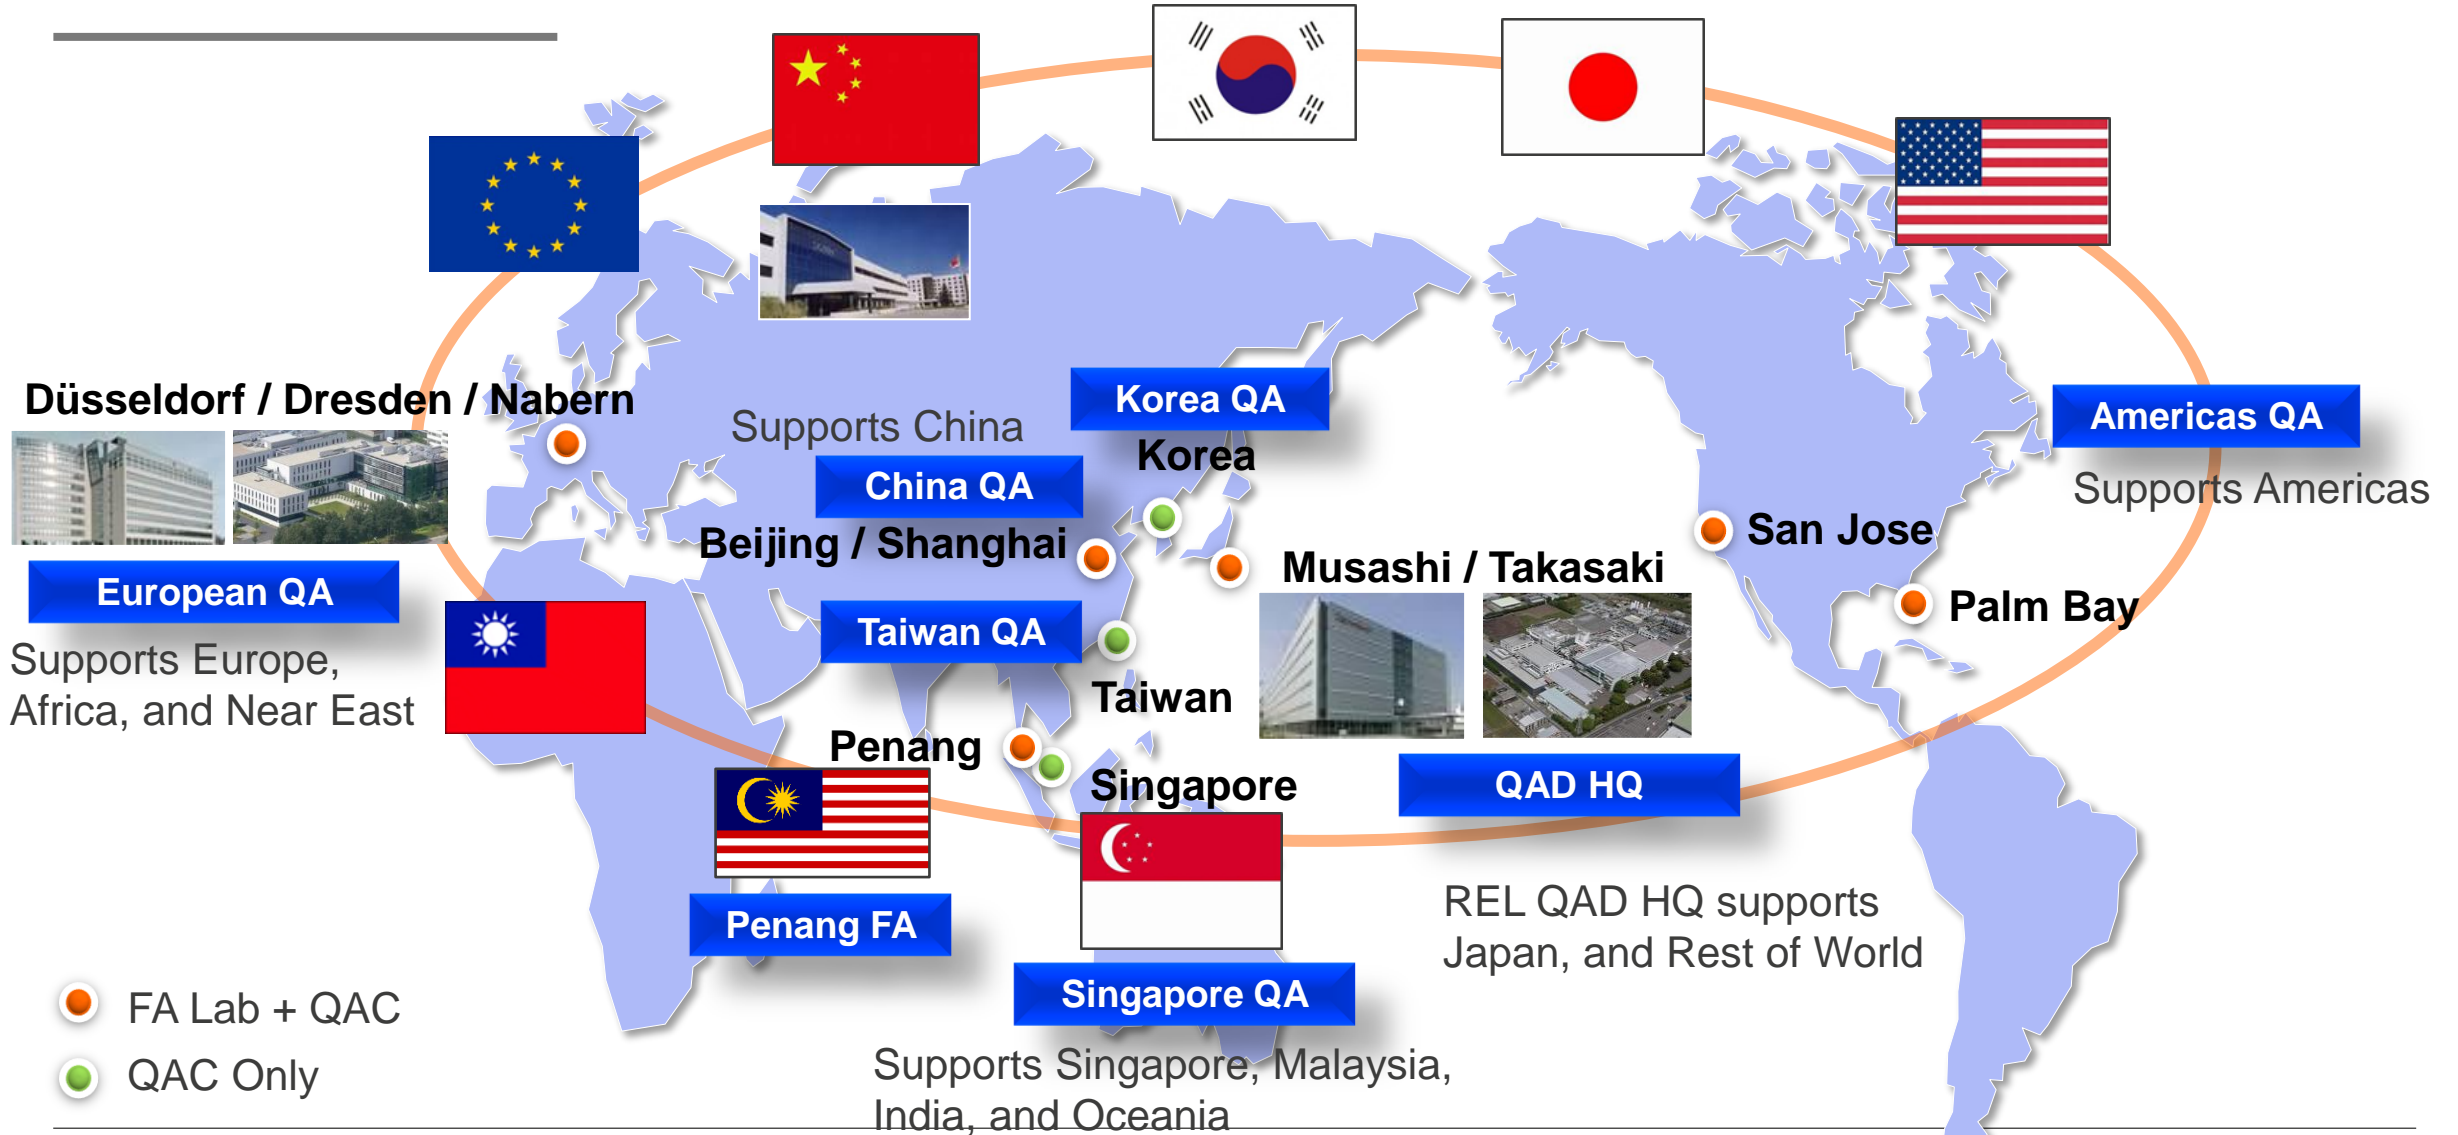 Düsseldorf / Dresden / Nabern
European QA
Supports Europe,
Africa, and Near East
Supports China
China QA
Beijing / Shanghai
Korea QA
Korea
Taiwan QA
Taiwan
Musashi / Takasaki
QAD HQ
REL QAD HQ supports
Japan, and Rest of World
Americas QA
Supports Americas
San Jose
Palm Bay
Penang
Penang FA
Singapore
Singapore QA
Supports Singapore, Malaysia,
India, and Oceania
FA Lab + QAC
QAC Only